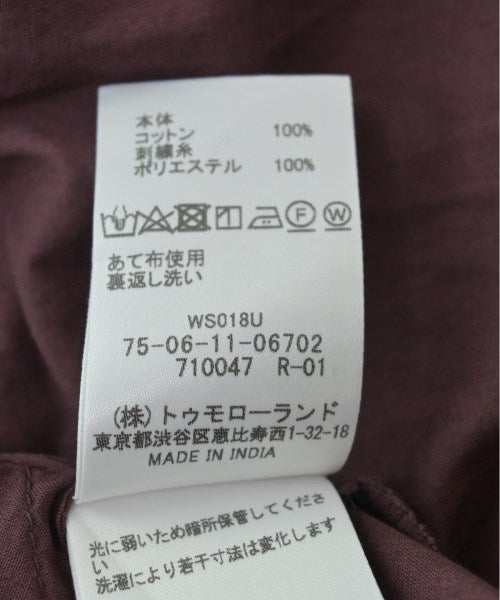 本体
コットン 100%
刺繍糸
ポリエステル 100%
F W
あて布使用
裏返し洗い
WS018U
75-06-11-06702
710047 R-01
(株)トゥモローランド
東京都渋谷区恵比寿西1-32-18
MADE IN INDIA
光に弱いため暗所保管してくださ
い
洗濯により若干寸法は変化します